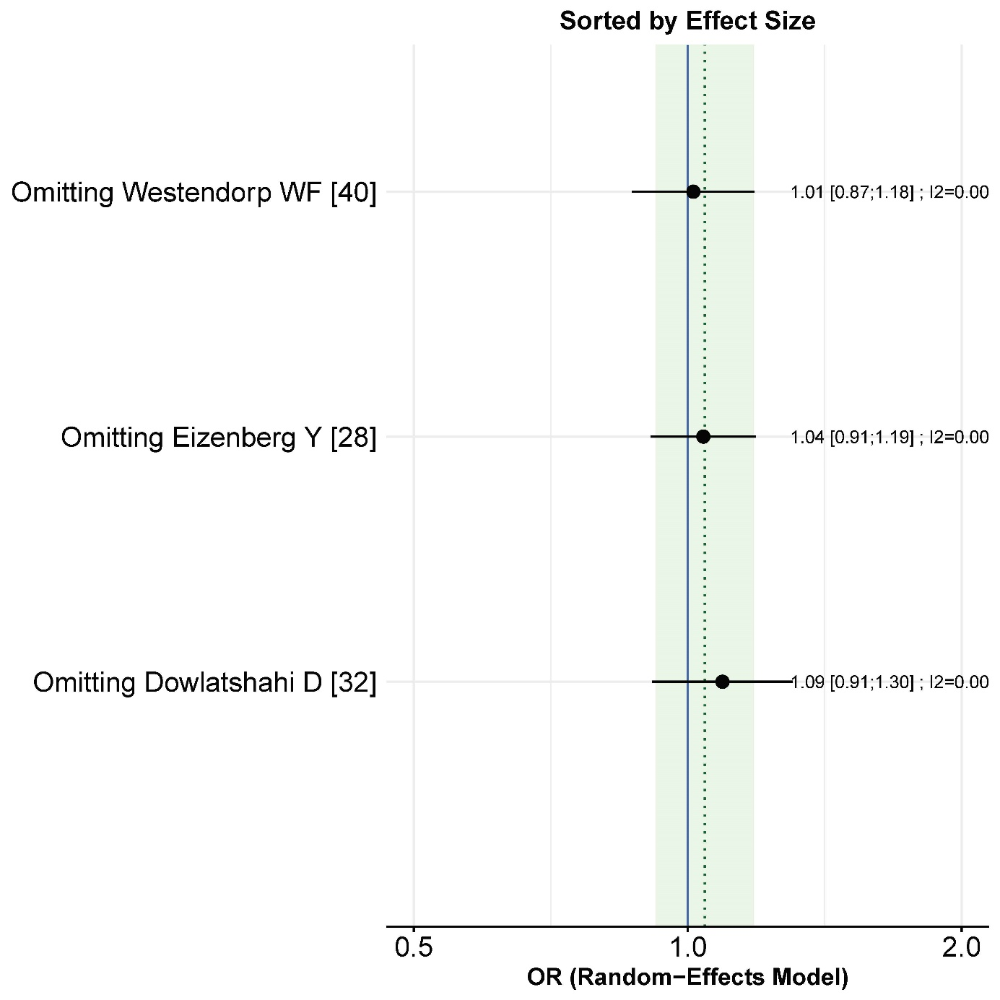 Sorted by Effect Size
Omitting Westendorp WF [40]
1.01 [0.87;1.18] ; I2=0.00
Omitting Eizenberg Y [28]
1.04 [0.91;1.19] ; I2=0.00
Omitting Dowlatshahi D [32]
1.09 [0.91;1.30] ; I2=0.00
0.5 1.0 2.0
OR (Random−Effects Model)